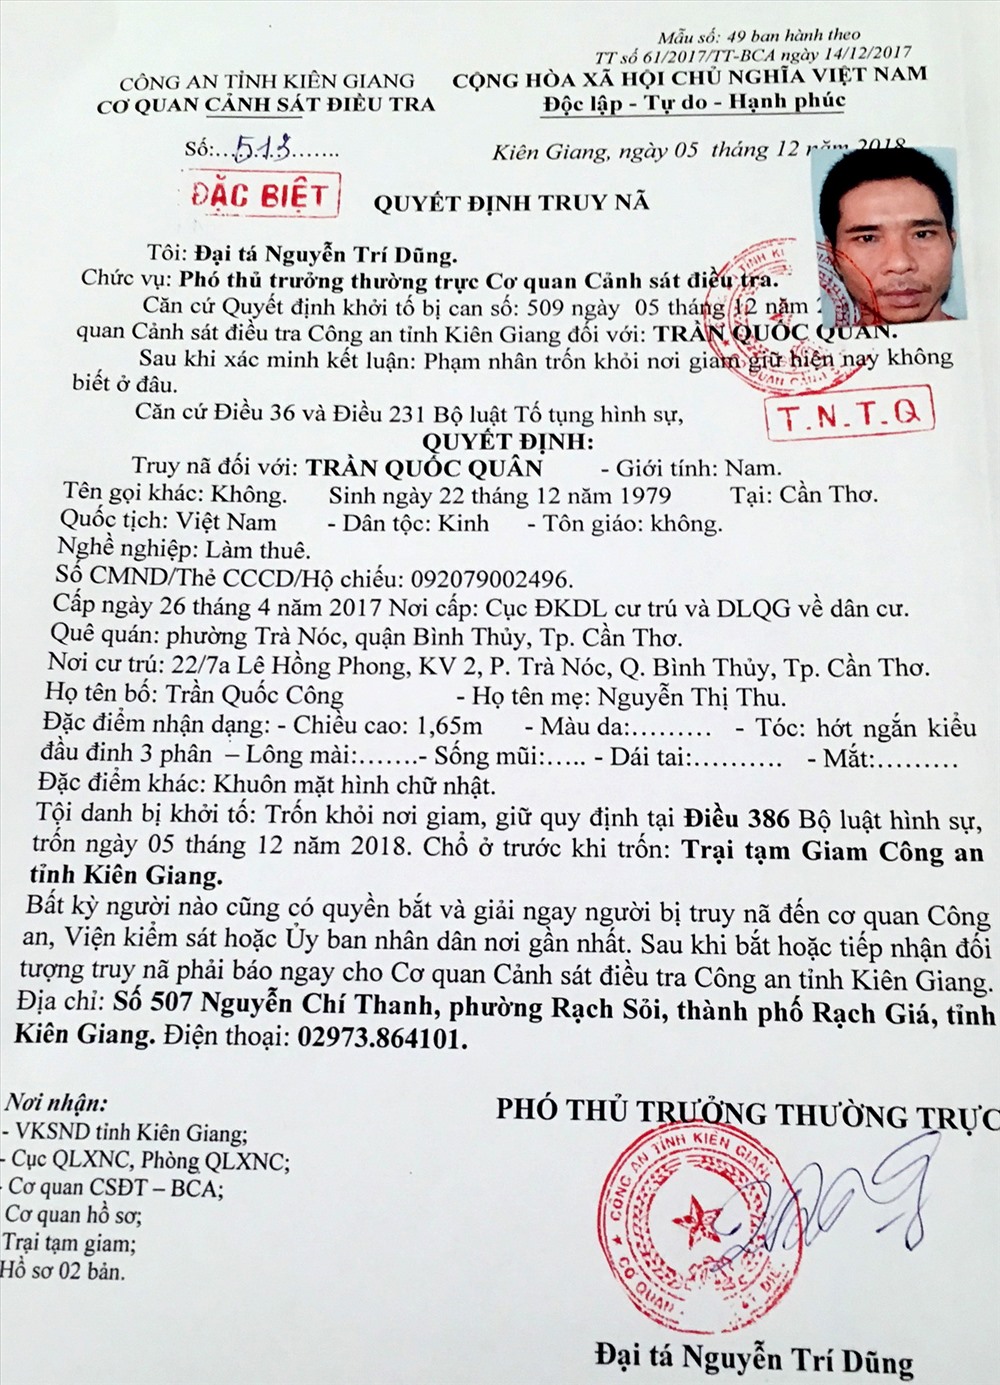 Mẫu số: 49 ban hành theo
TT số 61/2017/TT-BCA ngày 14/12/2017
CÔNG AN TỈNH KIÊN GIANG
CƠ QUAN CẢNH SÁT ĐIỀU TRA
CỘNG HÒA XÃ HỘI CHỦ NGHĨA VIỆT NAM
Độc lập - Tự do - Hạnh phúc
Số:...513.......
Kiên Giang, ngày 05 tháng 12 năm 2018
ĐẶC BIỆT
QUYẾT ĐỊNH TRUY NÃ
Tôi: Đại tá Nguyễn Trí Dũng.
Chức vụ: Phó thủ trưởng thường trực Cơ quan Cảnh sát điều tra.
Căn cứ Quyết định khởi tố bị can số: 509 ngày 05 tháng 12 năm
quan Cảnh sát điều tra Công an tỉnh Kiên Giang đối với: TRẦN QUỐC QUÂN.
Sau khi xác minh kết luận: Phạm nhân trốn khỏi nơi giam giữ hiện nay không
biết ở đâu.
Căn cứ Điều 36 và Điều 231 Bộ luật Tố tụng hình sự,
T.N.T.Q
QUYẾT ĐỊNH:
Truy nã đối với: TRẦN QUỐC QUÂN - Giới tính: Nam.
Tên gọi khác: Không. Sinh ngày 22 tháng 12 năm 1979 Tại: Cần Thơ.
Quốc tịch: Việt Nam - Dân tộc: Kinh - Tôn giáo: không.
Nghề nghiệp: Làm thuê.
Số CMND/Thẻ CCCD/Hộ chiếu: 092079002496.
Cấp ngày 26 tháng 4 năm 2017 Nơi cấp: Cục ĐKDL cư trú và DLQG về dân cư.
Quê quán: phường Trà Nóc, quận Bình Thủy, Tp. Cần Thơ.
Nơi cư trú: 22/7a Lê Hồng Phong, KV 2, P. Trà Nóc, Q. Bình Thủy, Tp. Cần Thơ.
Họ tên bố: Trần Quốc Công - Họ tên mẹ: Nguyễn Thị Thu.
Đặc điểm nhận dạng: - Chiều cao: 1,65m - Màu da:……… - Tóc: hớt ngắn kiểu
đầu đinh 3 phân – Lông mài:…….- Sống mũi:….. - Dái tai:………. - Mắt:………
Đặc điểm khác: Khuôn mặt hình chữ nhật.
Tội danh bị khởi tố: Trốn khỏi nơi giam, giữ quy định tại Điều 386 Bộ luật hình sự,
trốn ngày 05 tháng 12 năm 2018. Chổ ở trước khi trốn: Trại tạm Giam Công an
tỉnh Kiên Giang.
Bất kỳ người nào cũng có quyền bắt và giải ngay người bị truy nã đến cơ quan Công
an, Viện kiểm sát hoặc Ủy ban nhân dân nơi gần nhất. Sau khi bắt hoặc tiếp nhận đối
tượng truy nã phải báo ngay cho Cơ quan Cảnh sát điều tra Công an tỉnh Kiên Giang.
Địa chỉ: Số 507 Nguyễn Chí Thanh, phường Rạch Sỏi, thành phố Rạch Giá, tỉnh
Kiên Giang. Điện thoại: 02973.864101.
Nơi nhận:
- VKSND tỉnh Kiên Giang;
- Cục QLXNC, Phòng QLXNC;
- Cơ quan CSĐT – BCA;
Cơ quan hồ sơ;
Trại tạm giam;
Hồ sơ 02 bản.
PHÓ THỦ TRƯỞNG THƯỜNG TRỰC
CÔNG AN TỈNH KIÊN GIANG
CƠ QUAN
Đại tá Nguyễn Trí Dũng